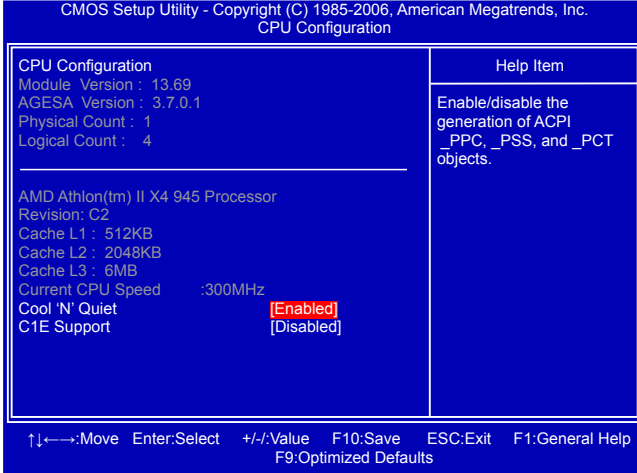 CMOS Setup Utility - Copyright (C) 1985-2006, American Megatrends, Inc.
CPU Configuration
CPU Configuration
Module Version : 13.69
AGESA Version : 3.7.0.1
Physical Count : 1
Logical Count : 4
AMD Athlon(tm) II X4 945 Processor
Revision: C2
Cache L1 : 512KB
Cache L2 : 2048KB
Cache L3 : 6MB
Current CPU Speed :300MHz
Cool ‘N’ Quiet [Enabled]
C1E Support [Disabled]
Help Item
Enable/disable the
generation of ACPI
_PPC, _PSS, and _PCT
objects.
↑↓←→:Move Enter:Select +/-/:Value F10:Save ESC:Exit F1:General Help
F9:Optimized Defaults